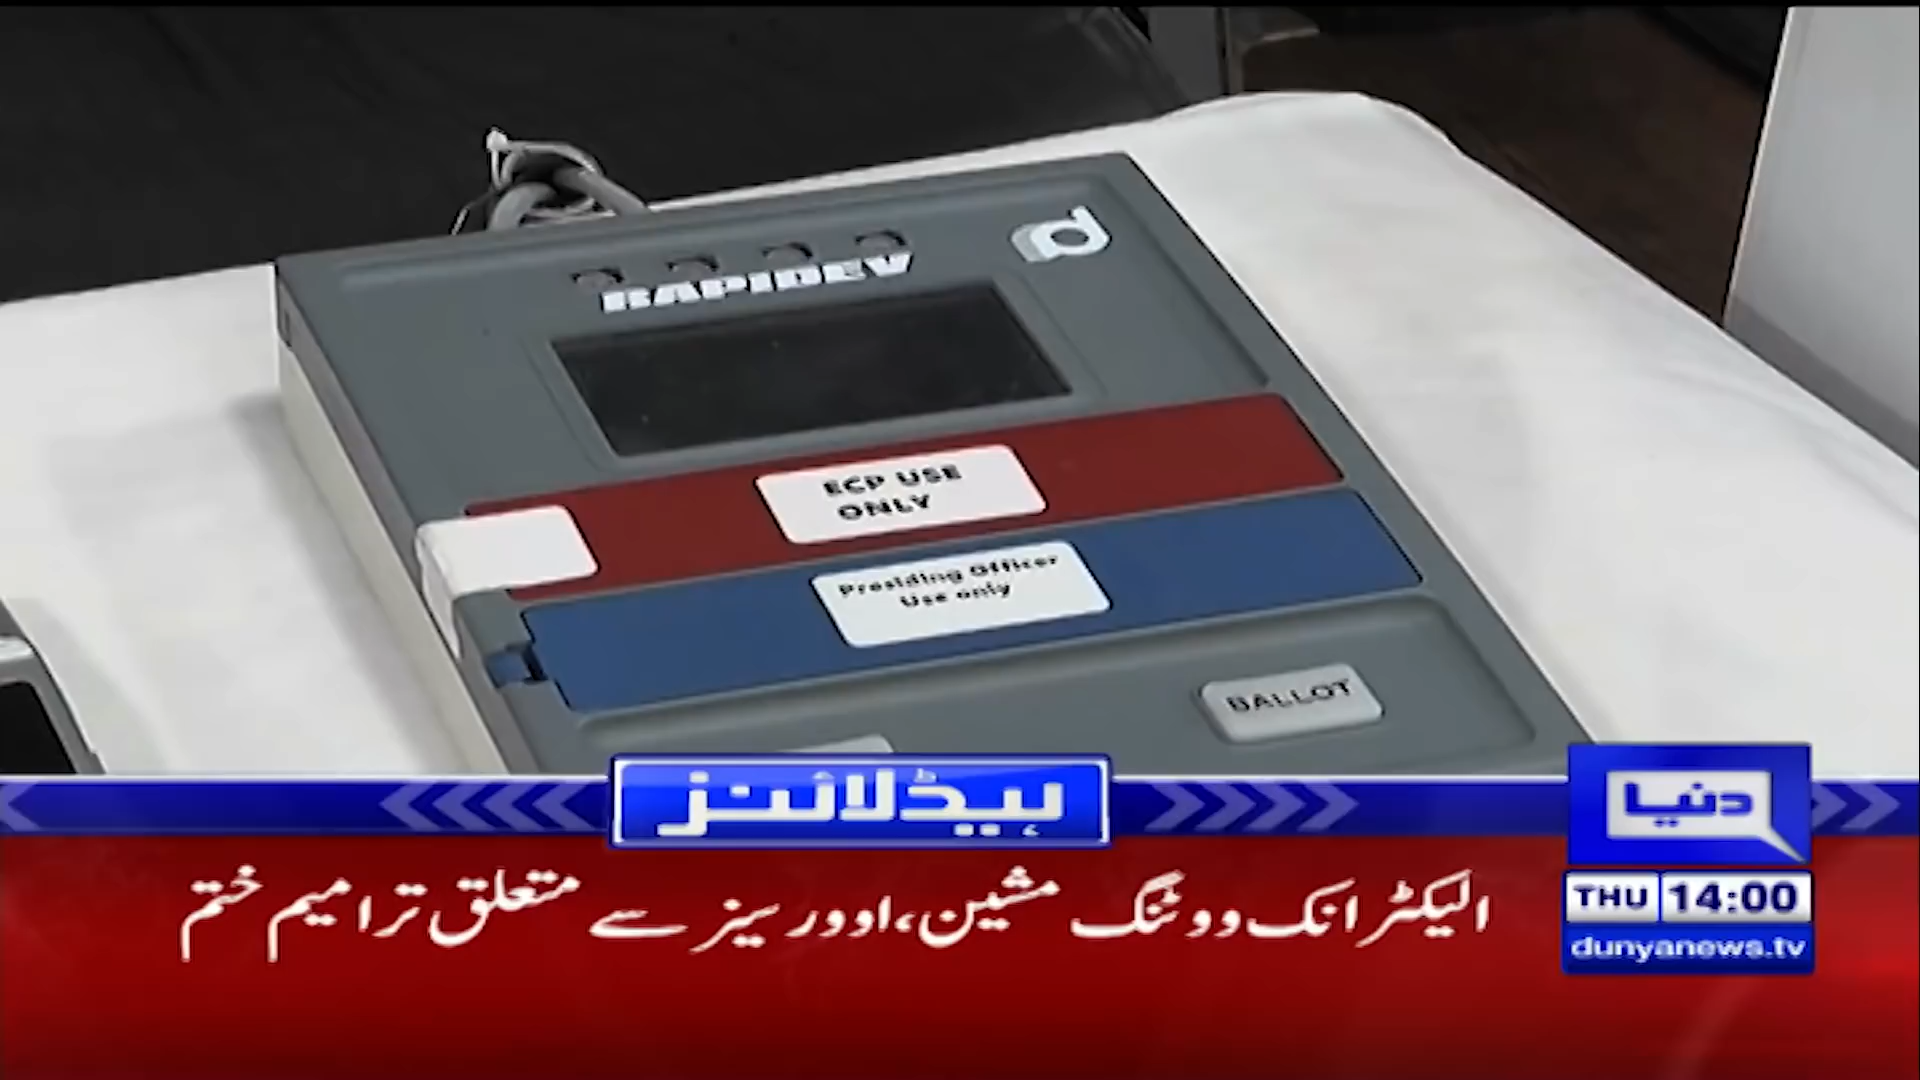 RAPIDEV
ECP USE
ONLY
Presiding Officer
Use only
BALLOT
ہیڈلائنز
دنیا
الیکٹرانک ووٹنگ مشین،اووریز سے متعلق ترامیم ختم
THU 14:00
dunyanews.tv